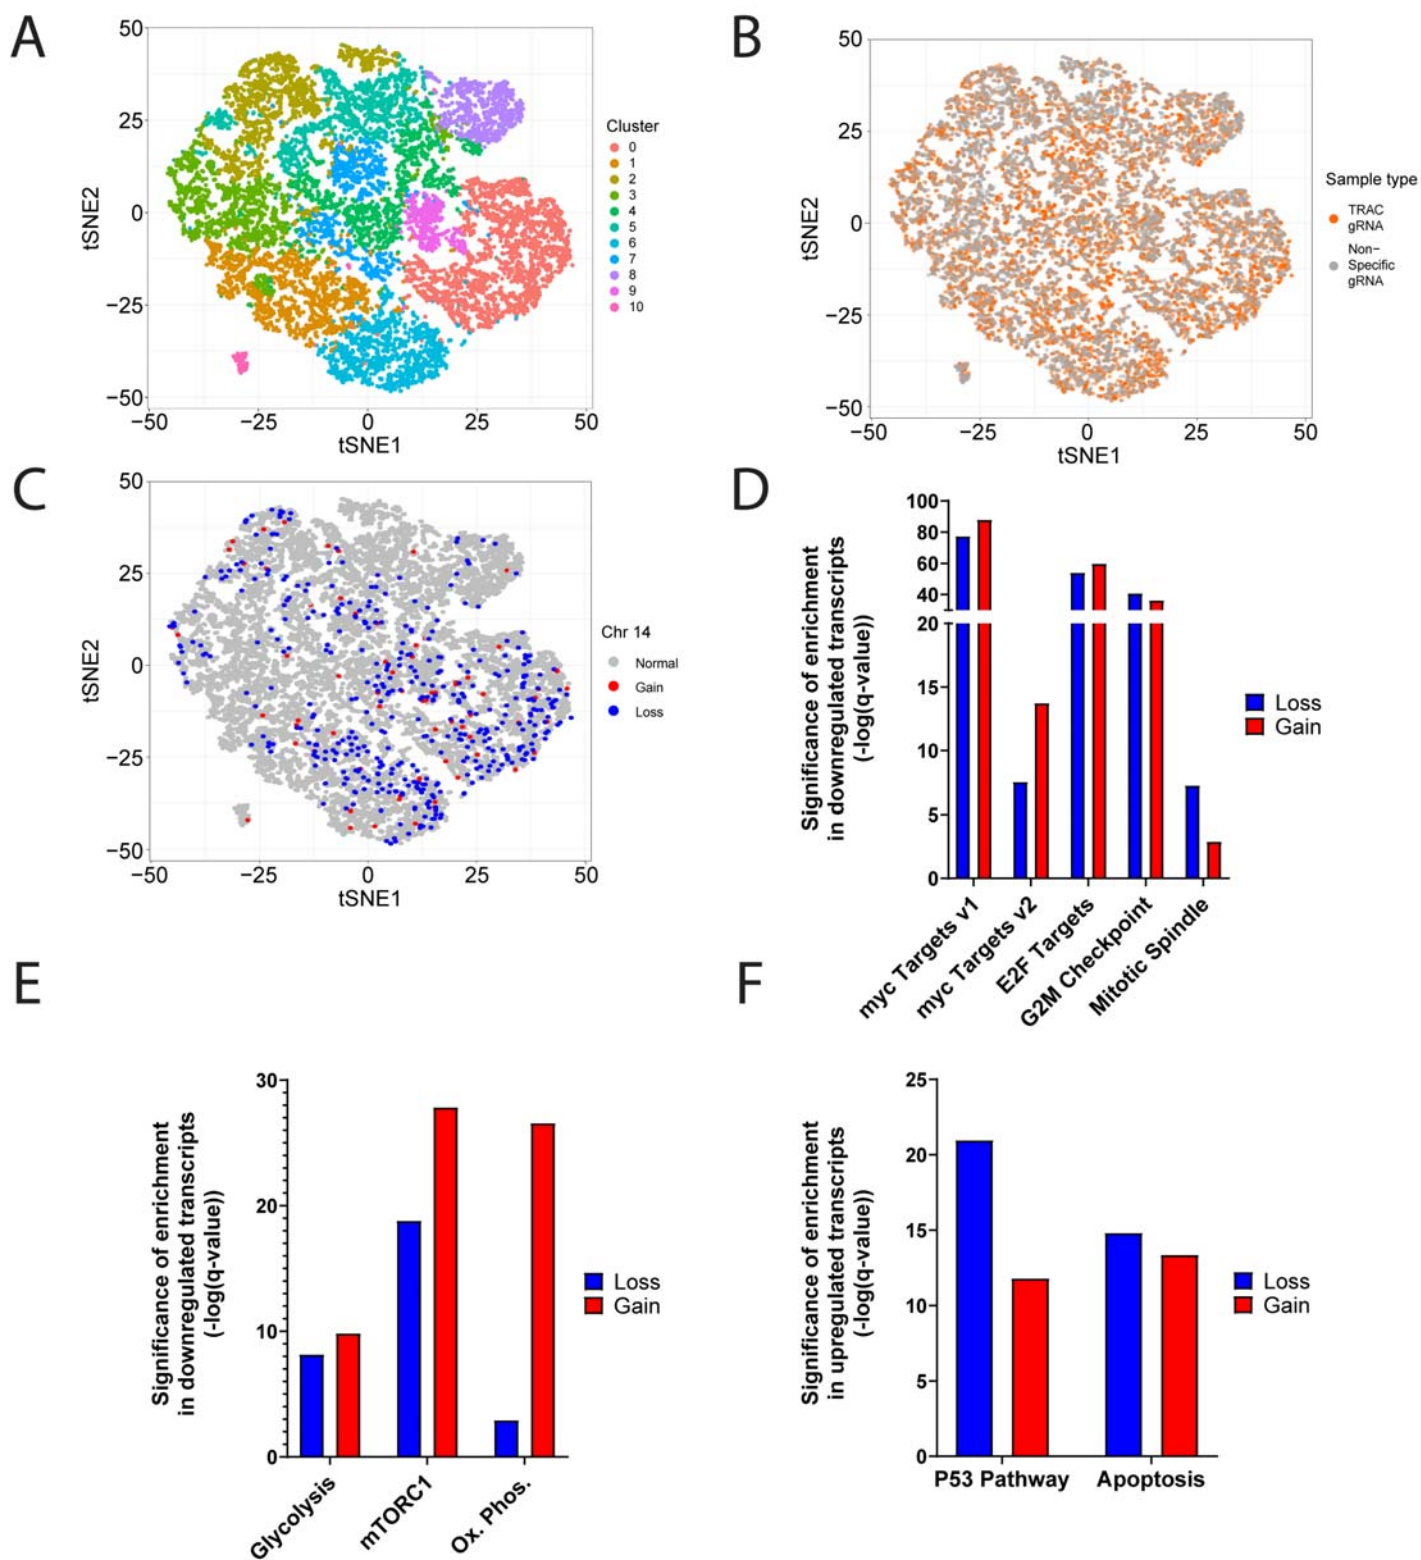 A
50
25
0
−25
−50
−50
−25
0
25
50
tSNE2
tSNE1
Cluster
0
1
2
3
4
5
6
7
8
9
10
B
50
25
0
−25
−50
−50
−25
0
25
50
tSNE2
tSNE1
Sample type
TRAC
gRNA
Non−
Specific
gRNA
C
50
25
0
−25
−50
−50
−25
0
25
50
tSNE2
tSNE1
Chr 14
Normal
Gain
Loss
D
Significance of enrichment
in downregulated transcripts
(-log(q-value))
100
80
60
40
20
15
10
5
0
myc Targets v1
myc Targets v2
E2F Targets
G2M Checkpoint
Mitotic Spindle
Loss
Gain
E
Significance of enrichment
in downregulated transcripts
(-log(q-value))
30
20
10
0
Glycolysis
mTORC1
Ox. Phos.
Loss
Gain
F
Significance of enrichment
in upregulated transcripts
(-log(q-value))
25
20
15
10
5
0
P53 Pathway
Apoptosis
Loss
Gain